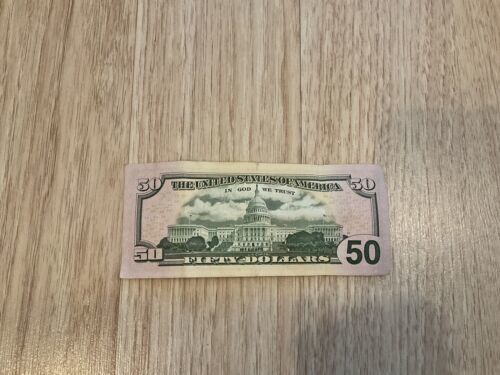 50 THE UNITED STATES OF AMERICA 50
IN GOD WE TRUST
50 FIFTY DOLLARS 50